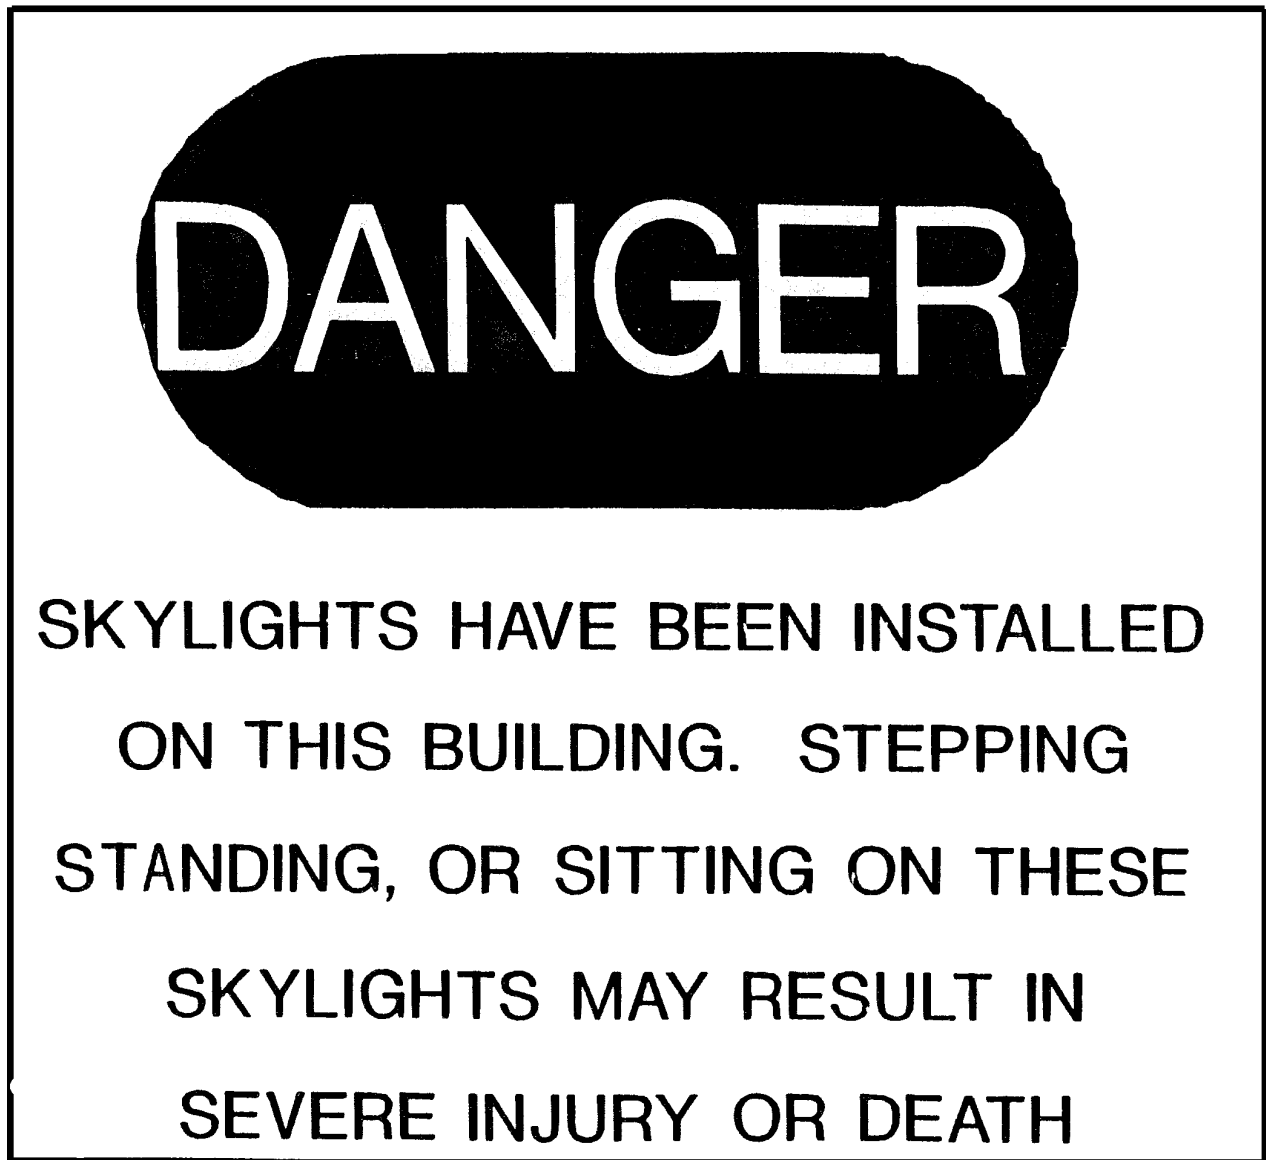 DANGER
SKYLIGHTS HAVE BEEN INSTALLED
ON THIS BUILDING. STEPPING
STANDING, OR SITTING ON THESE
SKYLIGHTS MAY RESULT IN
SEVERE INJURY OR DEATH